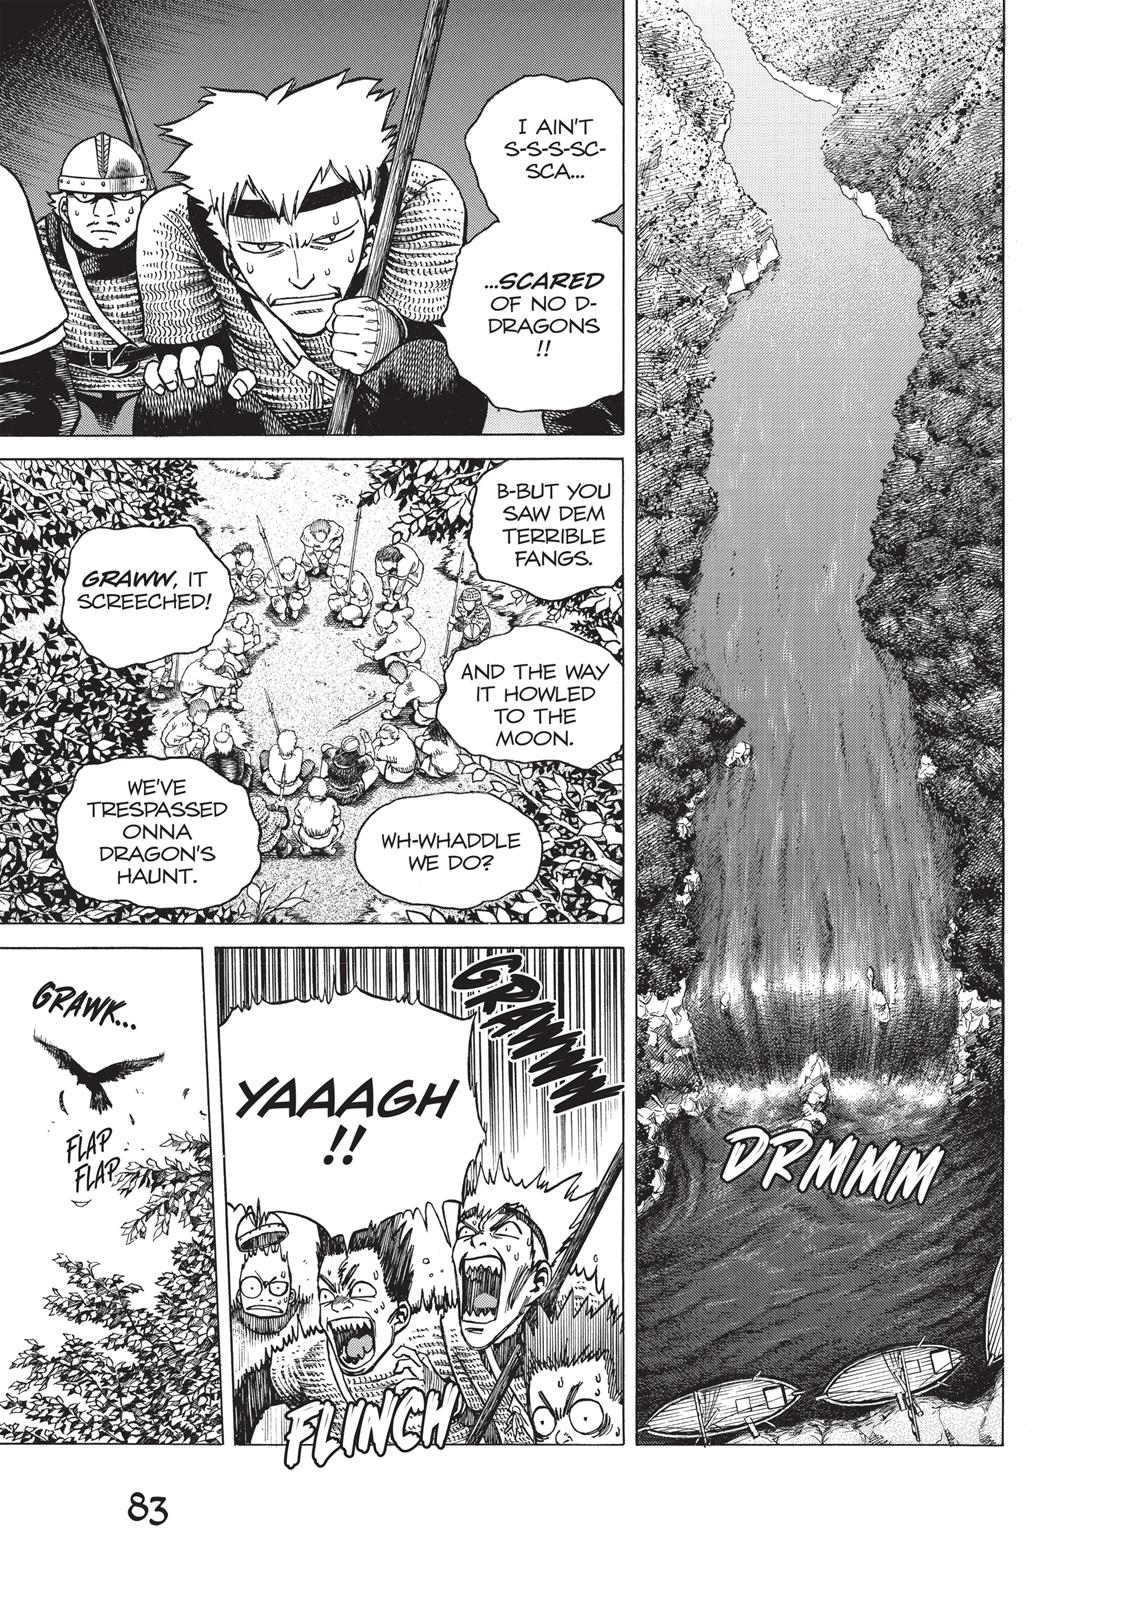 DRMMM
I AIN'T
S-S-S-SC-
SCA...
...SCARED
OF NO D-
DRAGONS
!!
B-BUT YOU
SAW DEM
TERRIBLE
FANGS.
GRAWW, IT
SCREECHED!
AND THE WAY
IT HOWLED
TO THE
MOON.
WE'VE
TRESPASSED
ONNA
DRAGON'S
HAUNT.
WH-WHADDLE
WE DO?
GRAWWW
YAAAGH
!!
FLINCH
GRAWK...
FLAP
FLAP
83